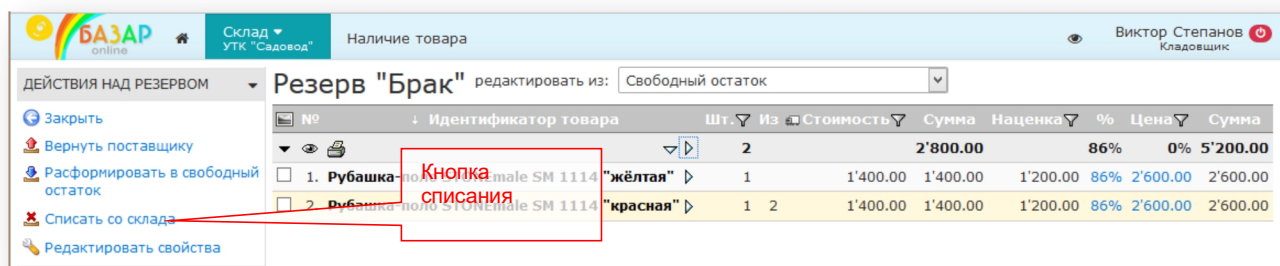 БАЗАР
online
Склад
УТК "Садовод"
Наличие товара
Виктор Степанов
Кладовщик
ДЕЙСТВИЯ НАД РЕЗЕРВОМ
Резерв "Брак" редактировать из: Свободный остаток
Закрыть
№ ↓ Идентификатор товара Шт. Из Стоимость Сумма Наценка % Цена Сумма
Вернуть поставщику
2 2'800.00 86% 0% 5'200.00
Расформировать в свободный
остаток
1. Рубашка-поло STONEmale SM 1114 "жёлтая" 1 1'400.00 1'400.00 1'200.00 86% 2'600.00 2'600.00
Кнопка
списания
Списать со склада
2. Рубашка-поло STONEmale SM 1114 "красная" 1 2 1'400.00 1'400.00 1'200.00 86% 2'600.00 2'600.00
Редактировать свойства